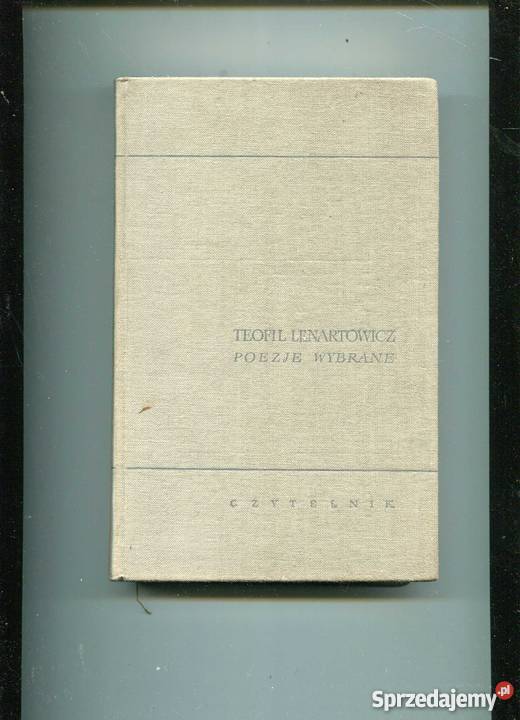 TEOFIL LENARTOWICZ
POEZJE WYBRANE
CZYTELNIK
Sprzedajemy.pl